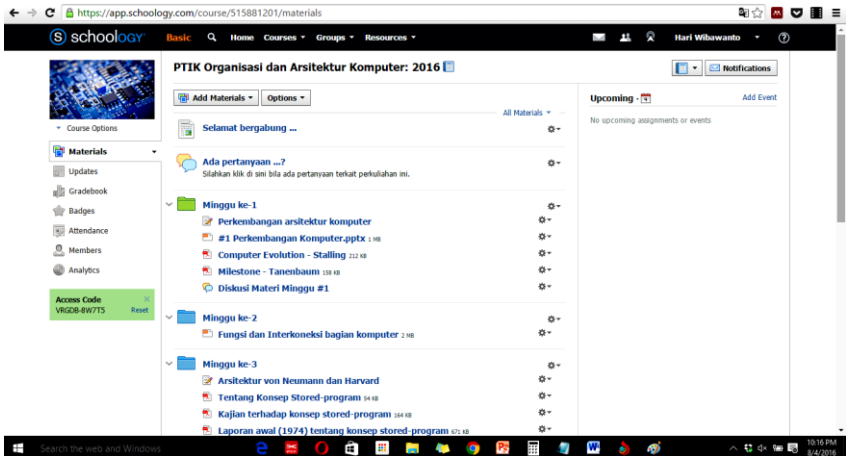 https://app.schoology.com/course/515881201/materials
S schoology Basic Home Courses Groups Resources Hari Wibawanto
PTIK Organisasi dan Arsitektur Komputer: 2016
Notifications
Course Options
Materials
Updates
Gradebook
Badges
Attendance
Members
Analytics
Access Code
VRGDB-8W7T5 Reset
Add Materials Options
All Materials
Selamat bergabung ...
Ada pertanyaan ...?
Silahkan klik di sini bila ada pertanyaan terkait perkuliahan ini.
Minggu ke-1
Perkembangan arsitektur komputer
#1 Perkembangan Komputer.pptx 1 MB
Computer Evolution - Stalling 212 KB
Milestone - Tanenbaum 158 KB
Diskusi Materi Minggu #1
Minggu ke-2
Fungsi dan Interkoneksi bagian komputer 2 MB
Minggu ke-3
Arsitektur von Neumann dan Harvard
Tentang Konsep Stored-program 54 KB
Kajian terhadap konsep stored-program 164 KB
Laporan awal (1974) tentang konsep stored-program 671 KB
Upcoming Add Event
No upcoming assignments or events
Search the web and Windows
10:16 PM
8/4/2016